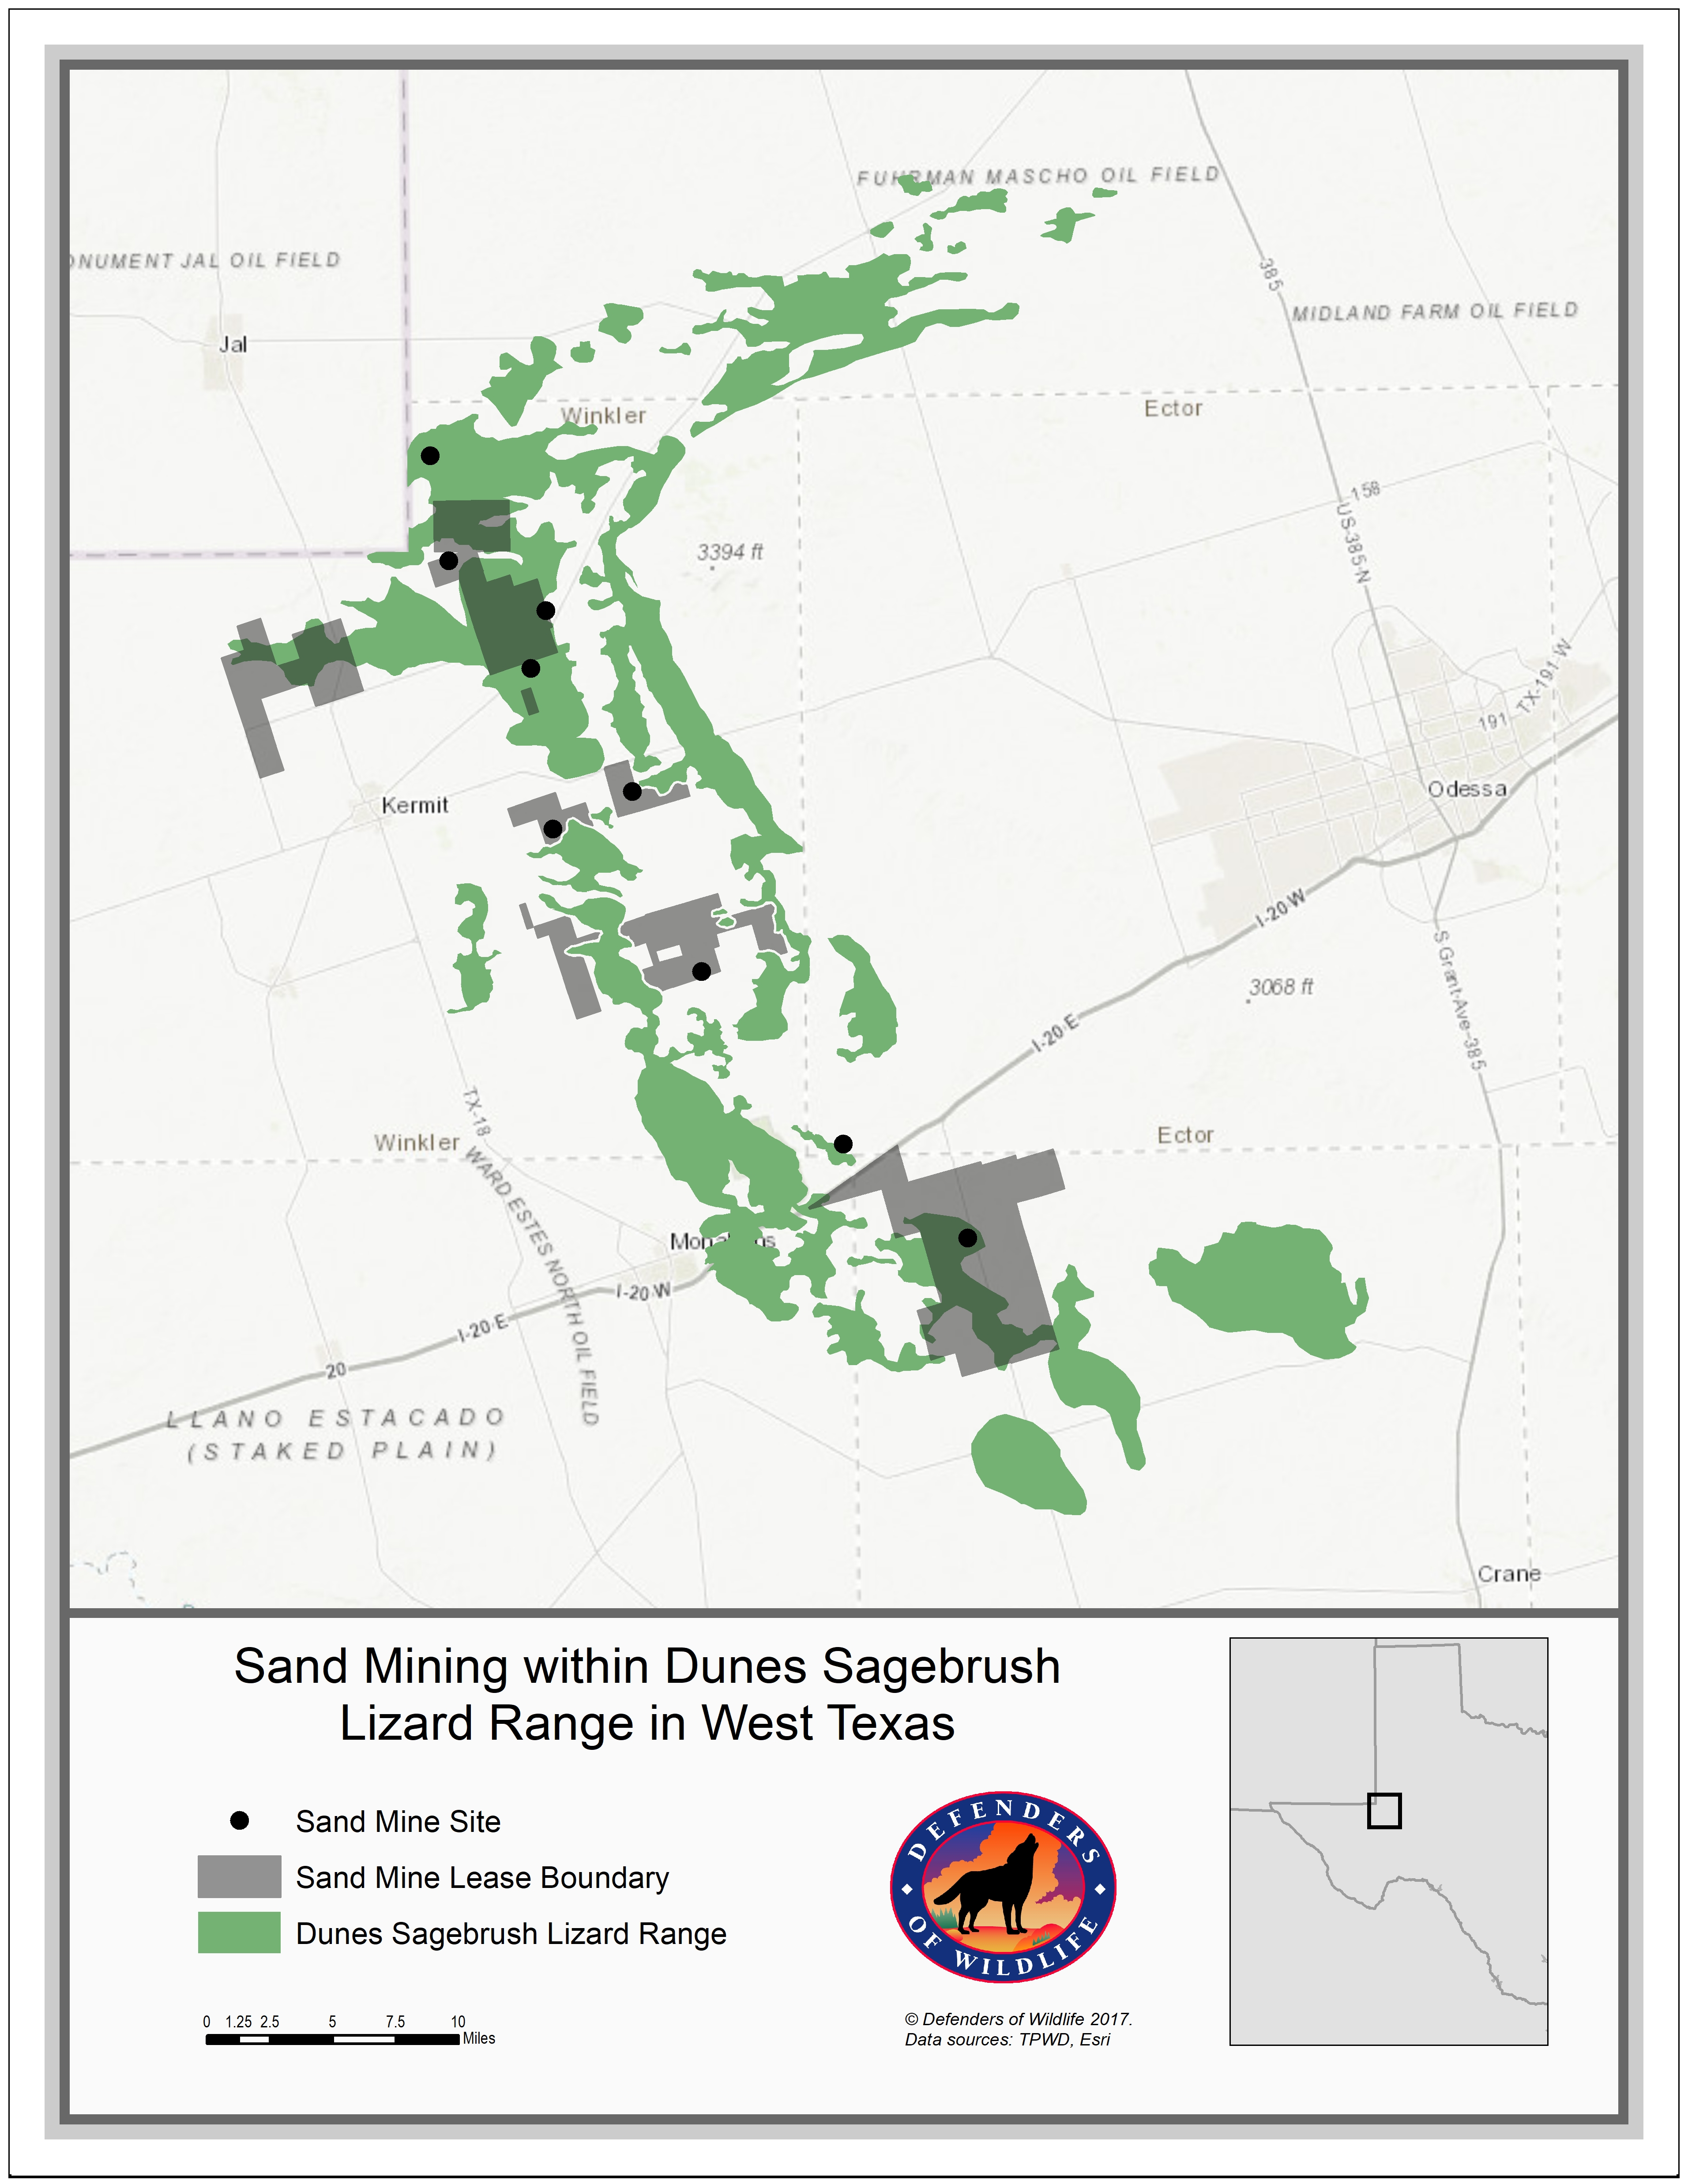 FUHRMAN MASCHO OIL FIELD
ONUMENT JAL OIL FIELD
385
MIDLAND FARM OIL FIELD
Jal
Winkler
Ector
158
US-385-N
3394 ft
TX-191-W
191
Kermit
Odessa
I-20-W
S Grant-Ave-385
3068 ft
I-20-E
TX-18
Winkler
Ector
WARD ESTES NORTH OIL FIELD
I-20-W
I-20-E
20
LLANO ESTACADO
(STAKED PLAIN)
Crane
Sand Mining within Dunes Sagebrush
Lizard Range in West Texas
Sand Mine Site
Sand Mine Lease Boundary
Dunes Sagebrush Lizard Range
DEFENDERS
OF WILDLIFE
0 1.25 2.5 5 7.5 10
Miles
© Defenders of Wildlife 2017.
Data sources: TPWD, Esri